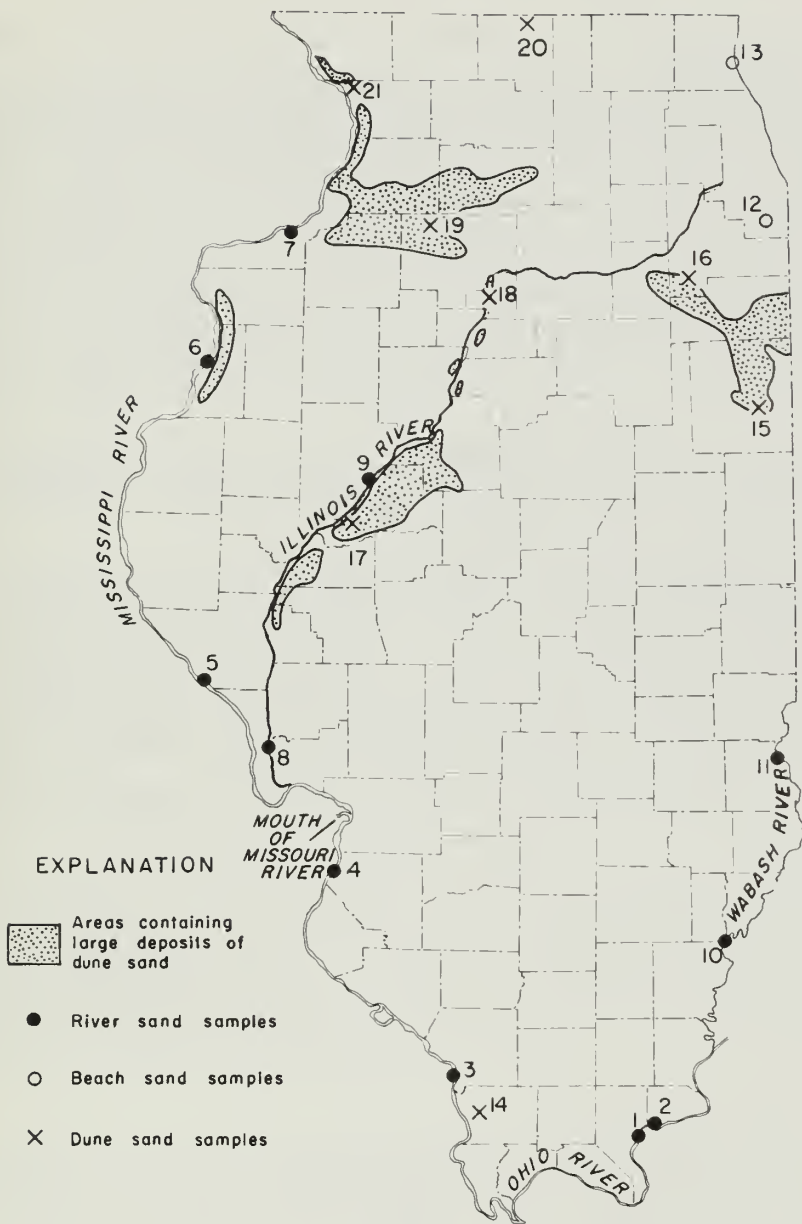 20
13
21
12
19
7
16
18
6
15
MISSISSIPPI RIVER
9
ILLINOIS RIVER
17
5
8
11
MOUTH
OF
MISSOURI
RIVER
4
WABASH RIVER
10
EXPLANATION
Areas containing
large deposits of
dune sand
River sand samples
Beach sand samples
Dune sand samples
3
14
1
2
OHIO RIVER